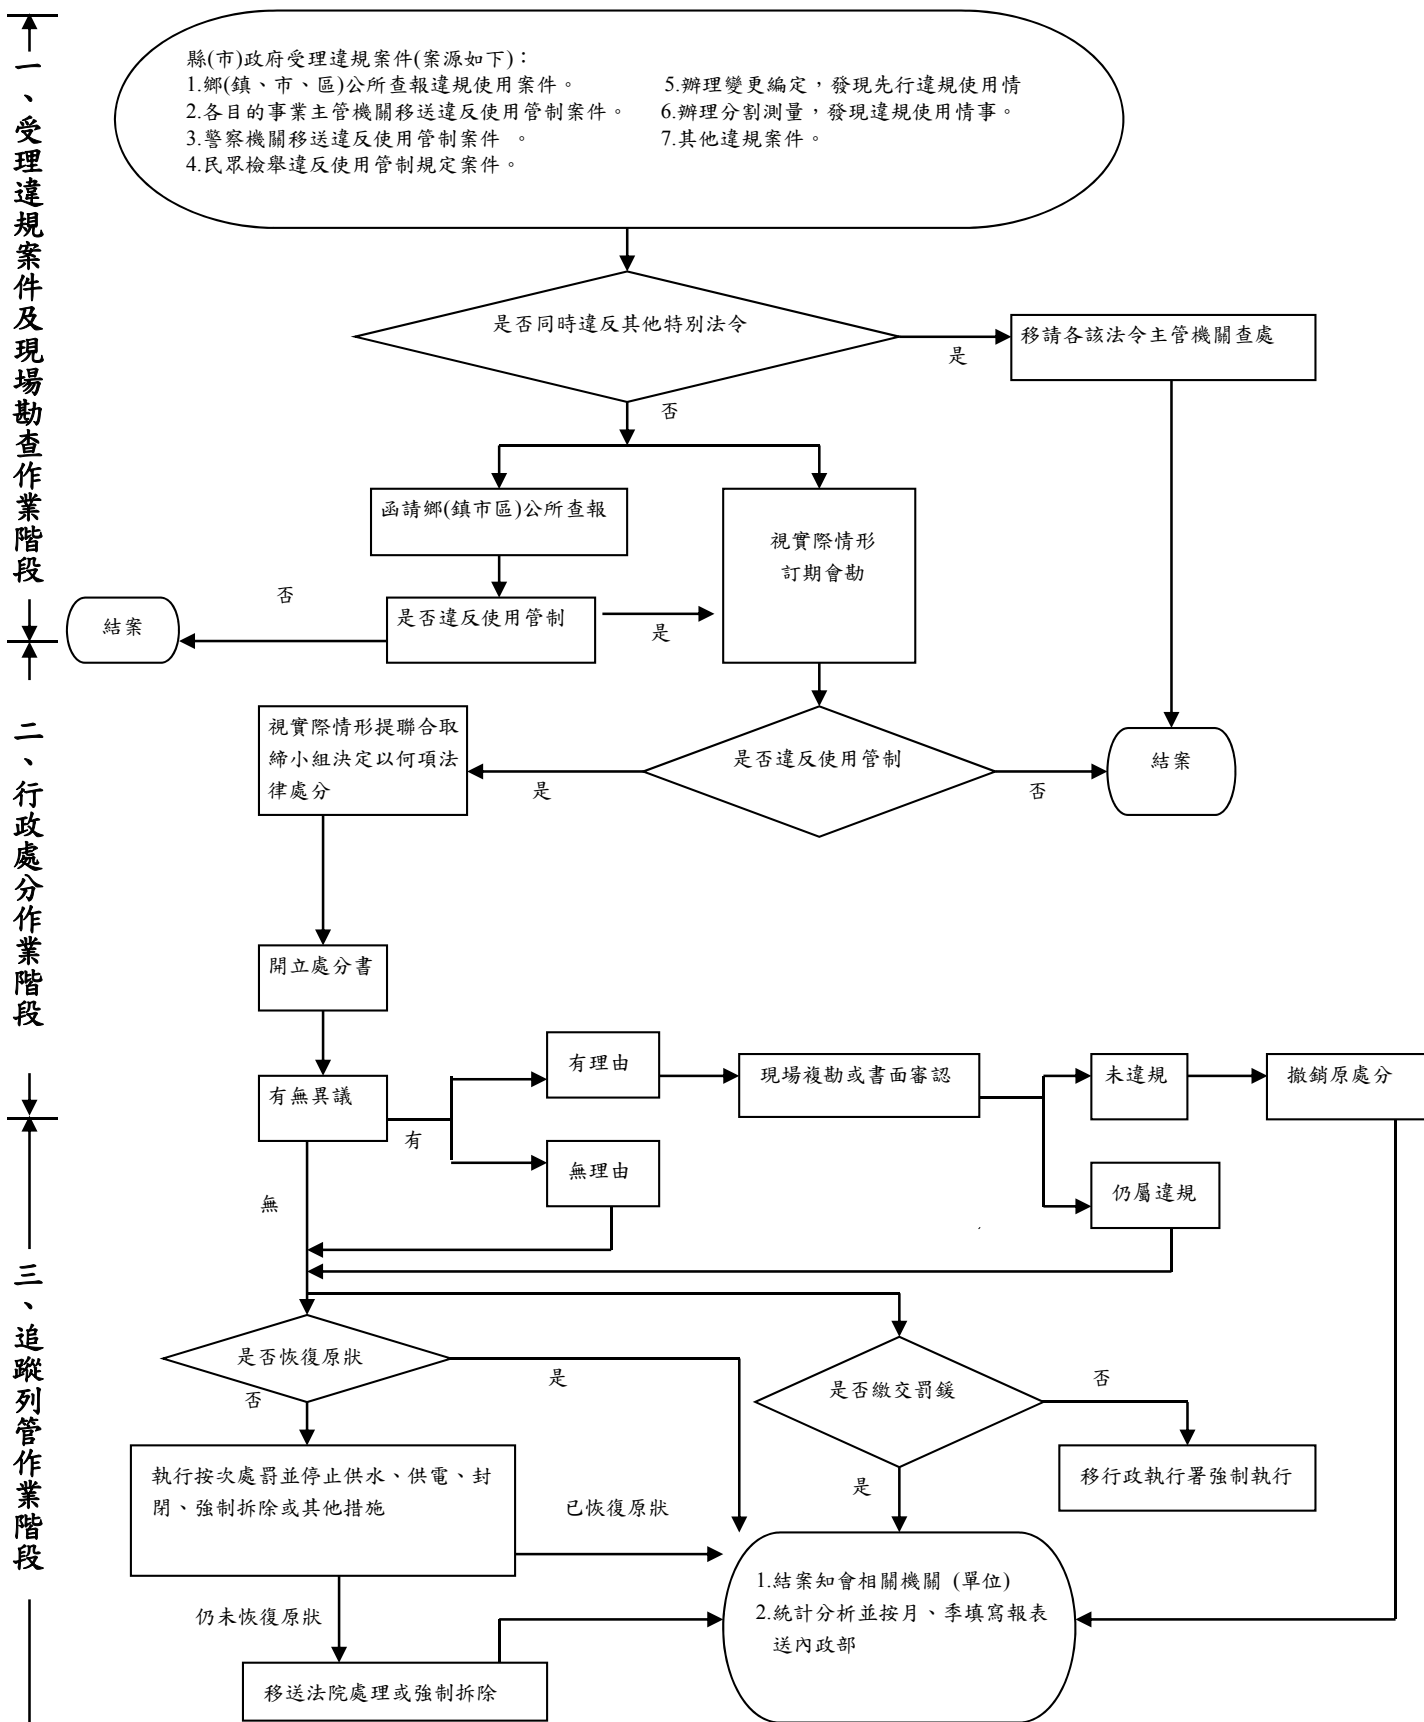 一、受理違規案件及現場勘查作業階段
縣(市)政府受理違規案件(案源如下)：
1.鄉(鎮、市、區)公所查報違規使用案件。
2.各目的事業主管機關移送違反使用管制案件。
3.警察機關移送違反使用管制案件 。
4.民眾檢舉違反使用管制規定案件。
5.辦理變更編定，發現先行違規使用情
6.辦理分割測量，發現違規使用情事。
7.其他違規案件。
是否同時違反其他特別法令
是
移請各該法令主管機關查處
否
函請鄉(鎮市區)公所查報
視實際情形
訂期會勘
否
結案
是否違反使用管制
是
二、行政處分作業階段
視實際情形提聯合取
締小組決定以何項法
律處分
是
是否違反使用管制
否
結案
開立處分書
有無異議
有
有理由
現場複勘或書面審認
未違規
撤銷原處分
無理由
仍屬違規
無
三、追蹤列管作業階段
是否恢復原狀
是
否
是否繳交罰鍰
否
是
移行政執行署強制執行
執行按次處罰並停止供水、供電、封
閉、強制拆除或其他措施
已恢復原狀
仍未恢復原狀
移送法院處理或強制拆除
1.結案知會相關機關 (單位)
2.統計分析並按月、季填寫報表
送內政部